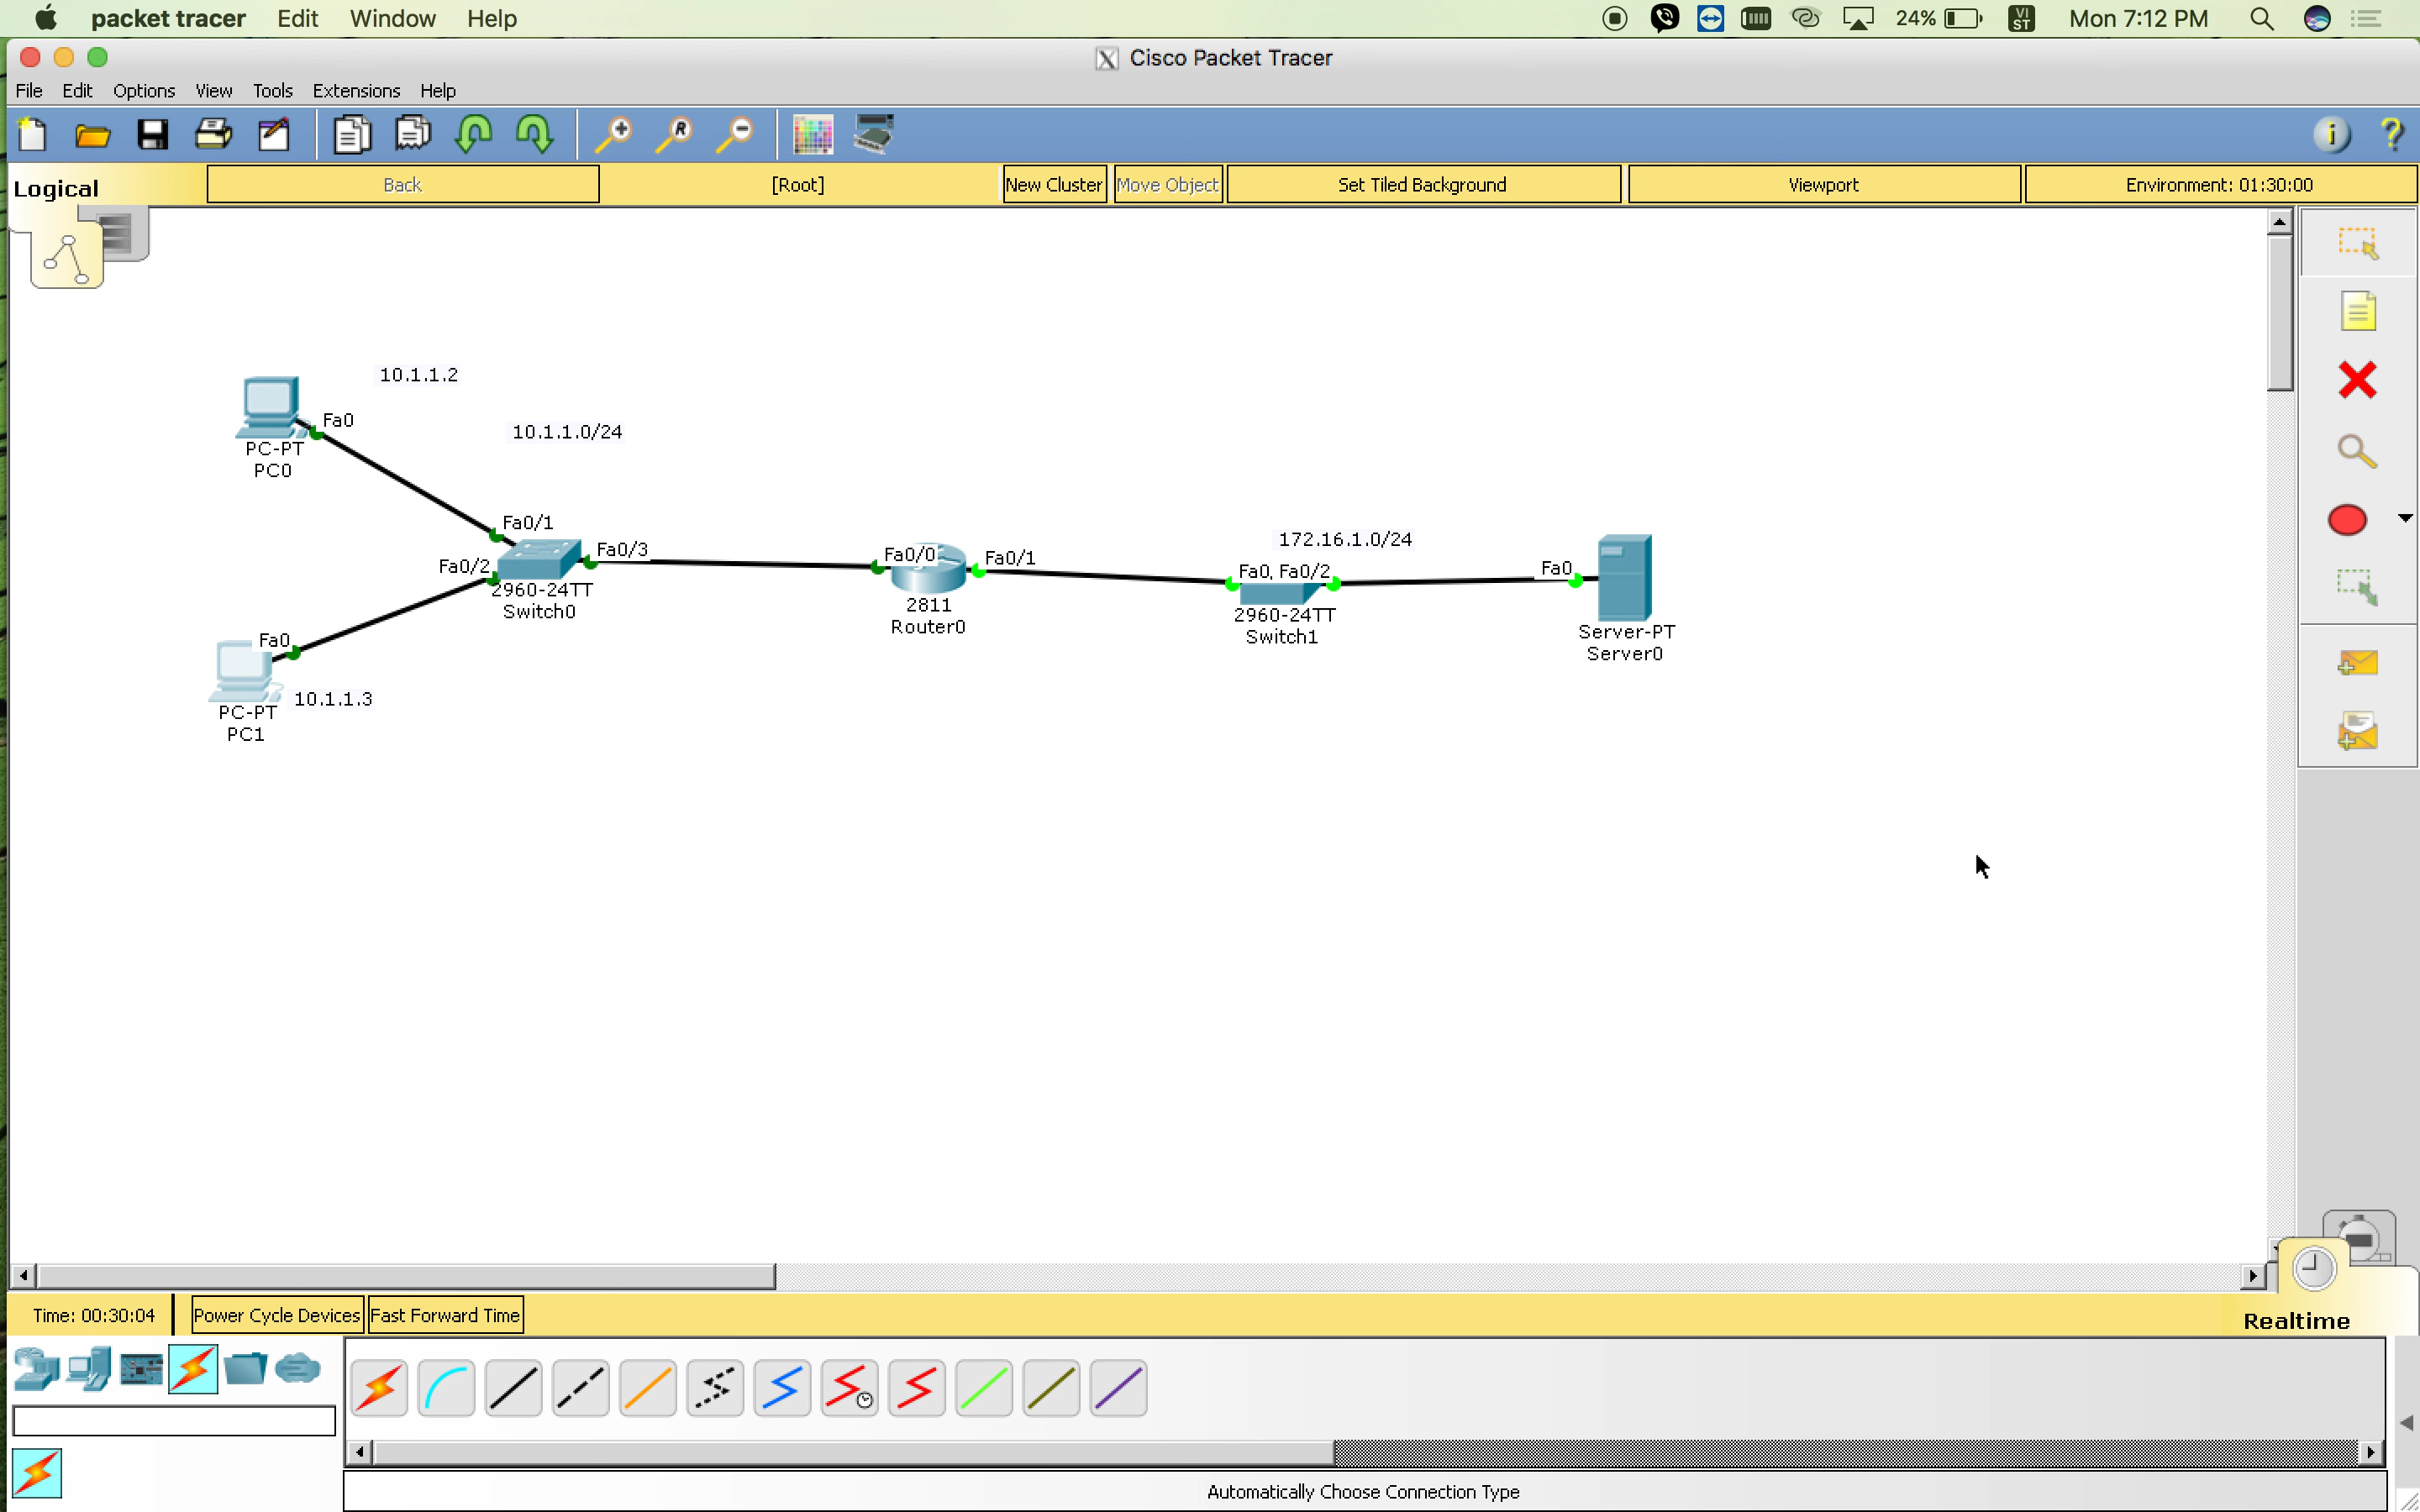 packet tracer Edit Window Help 24% VI ST Mon 7:12 PM
X Cisco Packet Tracer
File Edit Options View Tools Extensions Help
R i ?
Logical Back [Root] New Cluster Move Object Set Tiled Background Viewport Environment: 01:30:00
10.1.1.2
Fa0
10.1.1.0/24
PC-PT
PC0
Fa0/1
Fa0/2
Fa0/3
2960-24TT
Switch0
Fa0/0
Fa0/1
2811
Router0
172.16.1.0/24
Fa0, Fa0/2
2960-24TT
Switch1
Fa0
Server-PT
Server0
Fa0
10.1.1.3
PC-PT
PC1
Time: 00:30:04 Power Cycle Devices Fast Forward Time Realtime
Automatically Choose Connection Type